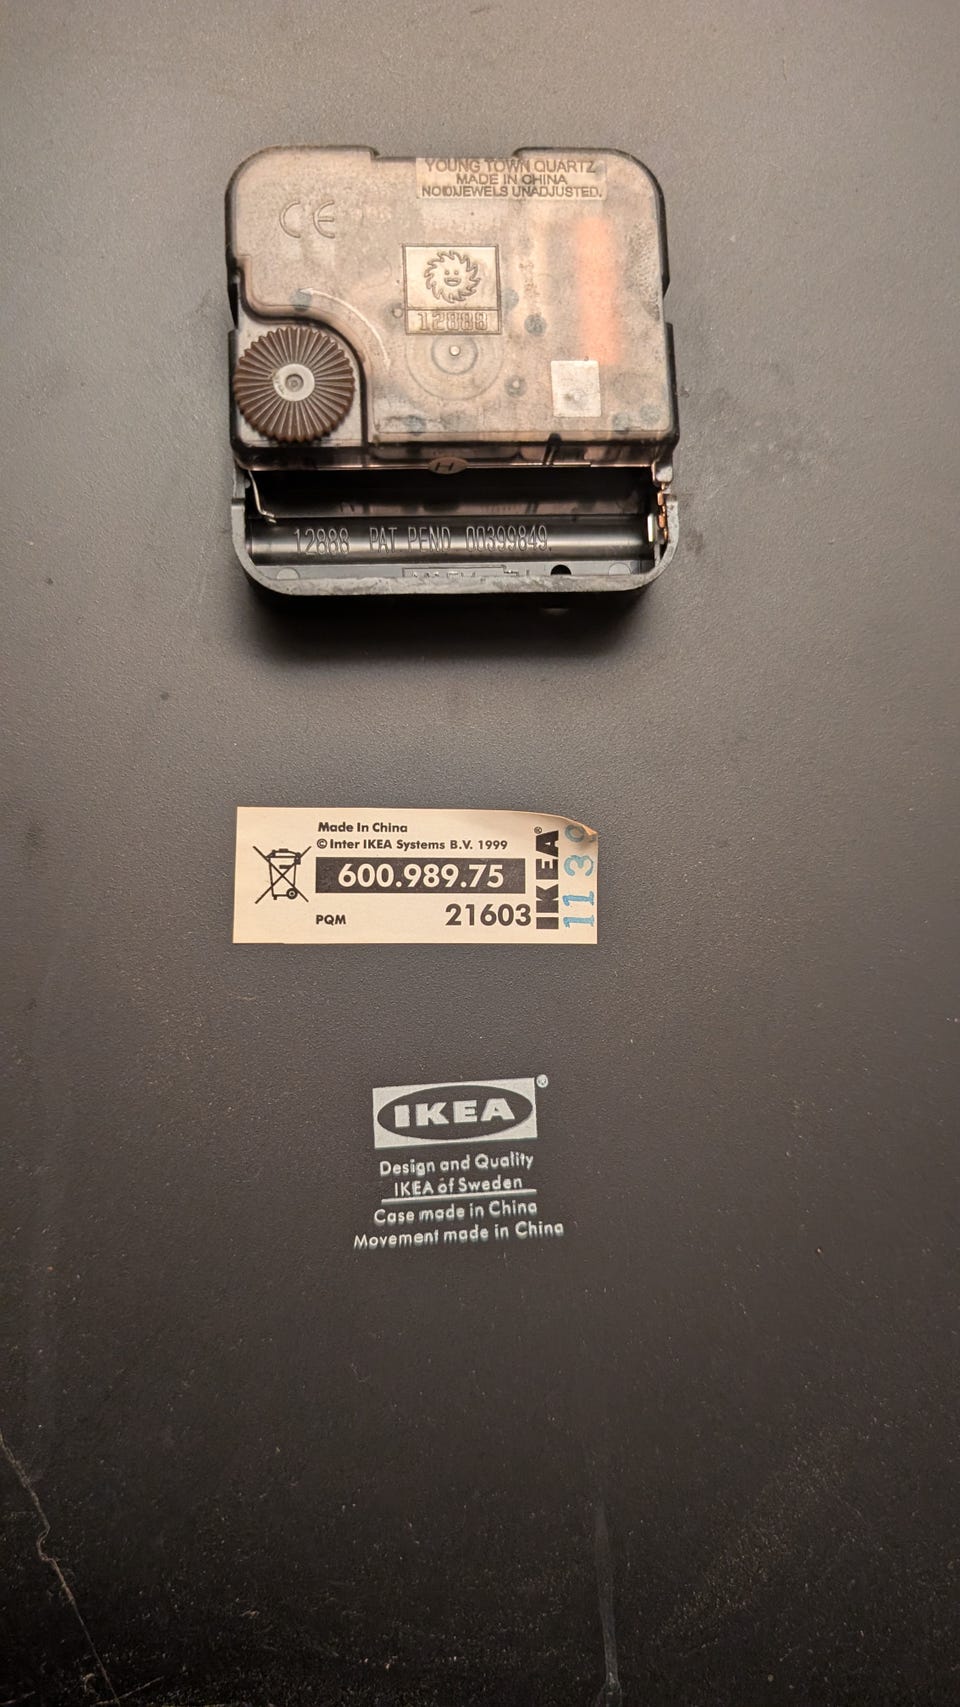 YOUNG TOWN QUARTZ
MADE IN CHINA
NO(0)JEWELS UNADJUSTED.
CE
12888
H
12888 PAT. PEND 00399849.
Made In China
© Inter IKEA Systems B.V. 1999
600.989.75
PQM 21603
IKEA®
113
IKEA®
Design and Quality
IKEA of Sweden
Case made in China
Movement made in China